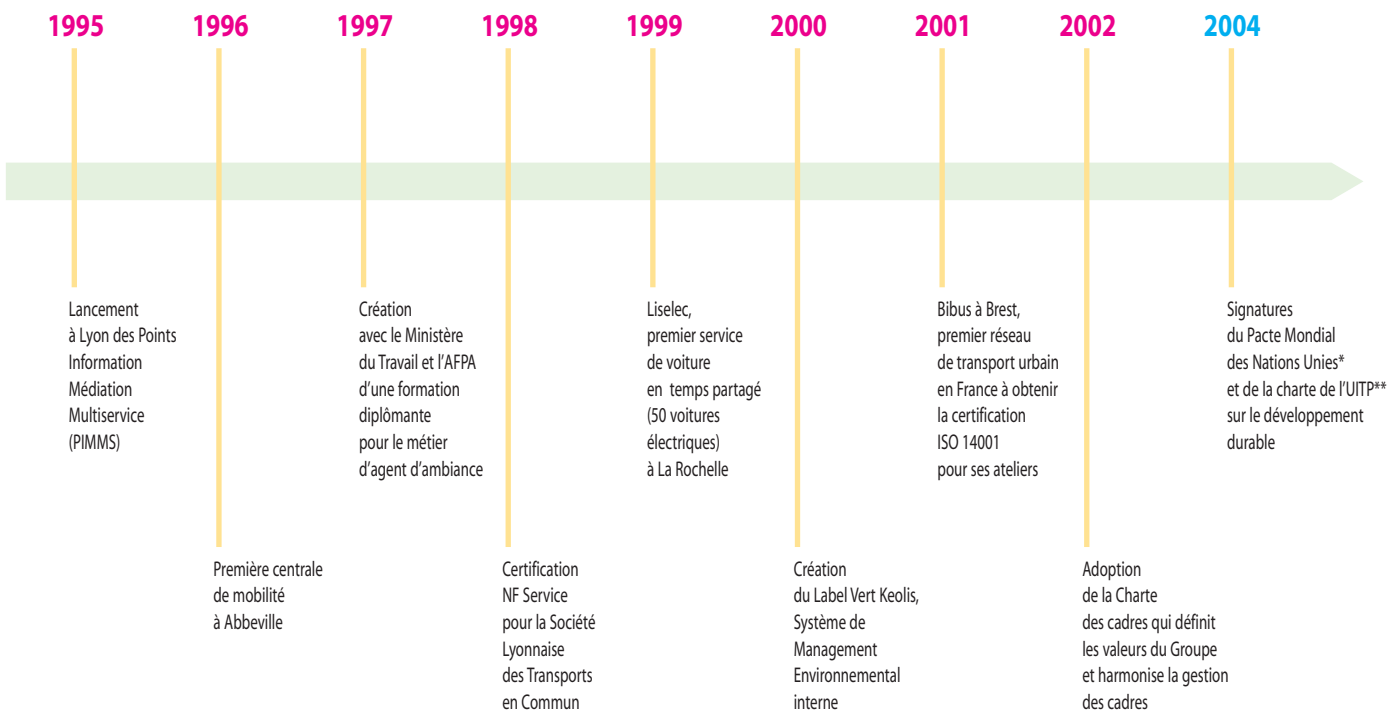 1995
1996
1997
1998
1999
2000
2001
2002
2004
Lancement
à Lyon des Points
Information
Médiation
Multiservice
(PIMMS)
Création
avec le Ministère
du Travail et l'AFPA
d'une formation
diplômante
pour le métier
d'agent d'ambiance
Liselec,
premier service
de voiture
en temps partagé
(50 voitures
électriques)
à La Rochelle
Bibus à Brest,
premier réseau
de transport urbain
en France à obtenir
la certification
ISO 14001
pour ses ateliers
Signatures
du Pacte Mondial
des Nations Unies*
et de la charte de l'UITP**
sur le développement
durable
Première centrale
de mobilité
à Abbeville
Certification
NF Service
pour la Société
Lyonnaise
des Transports
en Commun
Création
du Label Vert Keolis,
Système de
Management
Environnemental
interne
Adoption
de la Charte
des cadres qui définit
les valeurs du Groupe
et harmonise la gestion
des cadres